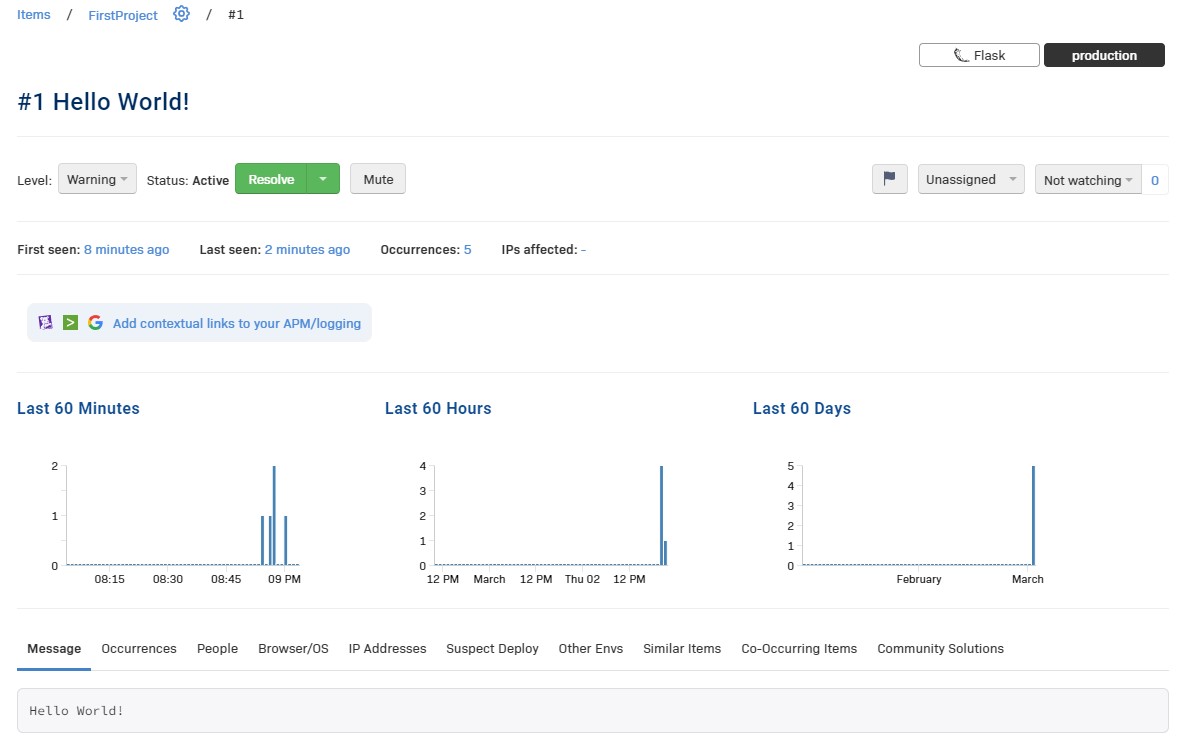 Items / FirstProject / #1
Flask production
#1 Hello World!
Level: Warning Status: Active Resolve Mute Unassigned Not watching 0
First seen: 8 minutes ago Last seen: 2 minutes ago Occurrences: 5 IPs affected: -
Add contextual links to your APM/logging
Last 60 Minutes Last 60 Hours Last 60 Days
2
1
0
08:15 08:30 08:45 09 PM
4
3
2
1
0
12 PM March 12 PM Thu 02 12 PM
5
4
3
2
1
0
February March
Message Occurrences People Browser/OS IP Addresses Suspect Deploy Other Envs Similar Items Co-Occurring Items Community Solutions
Hello World!